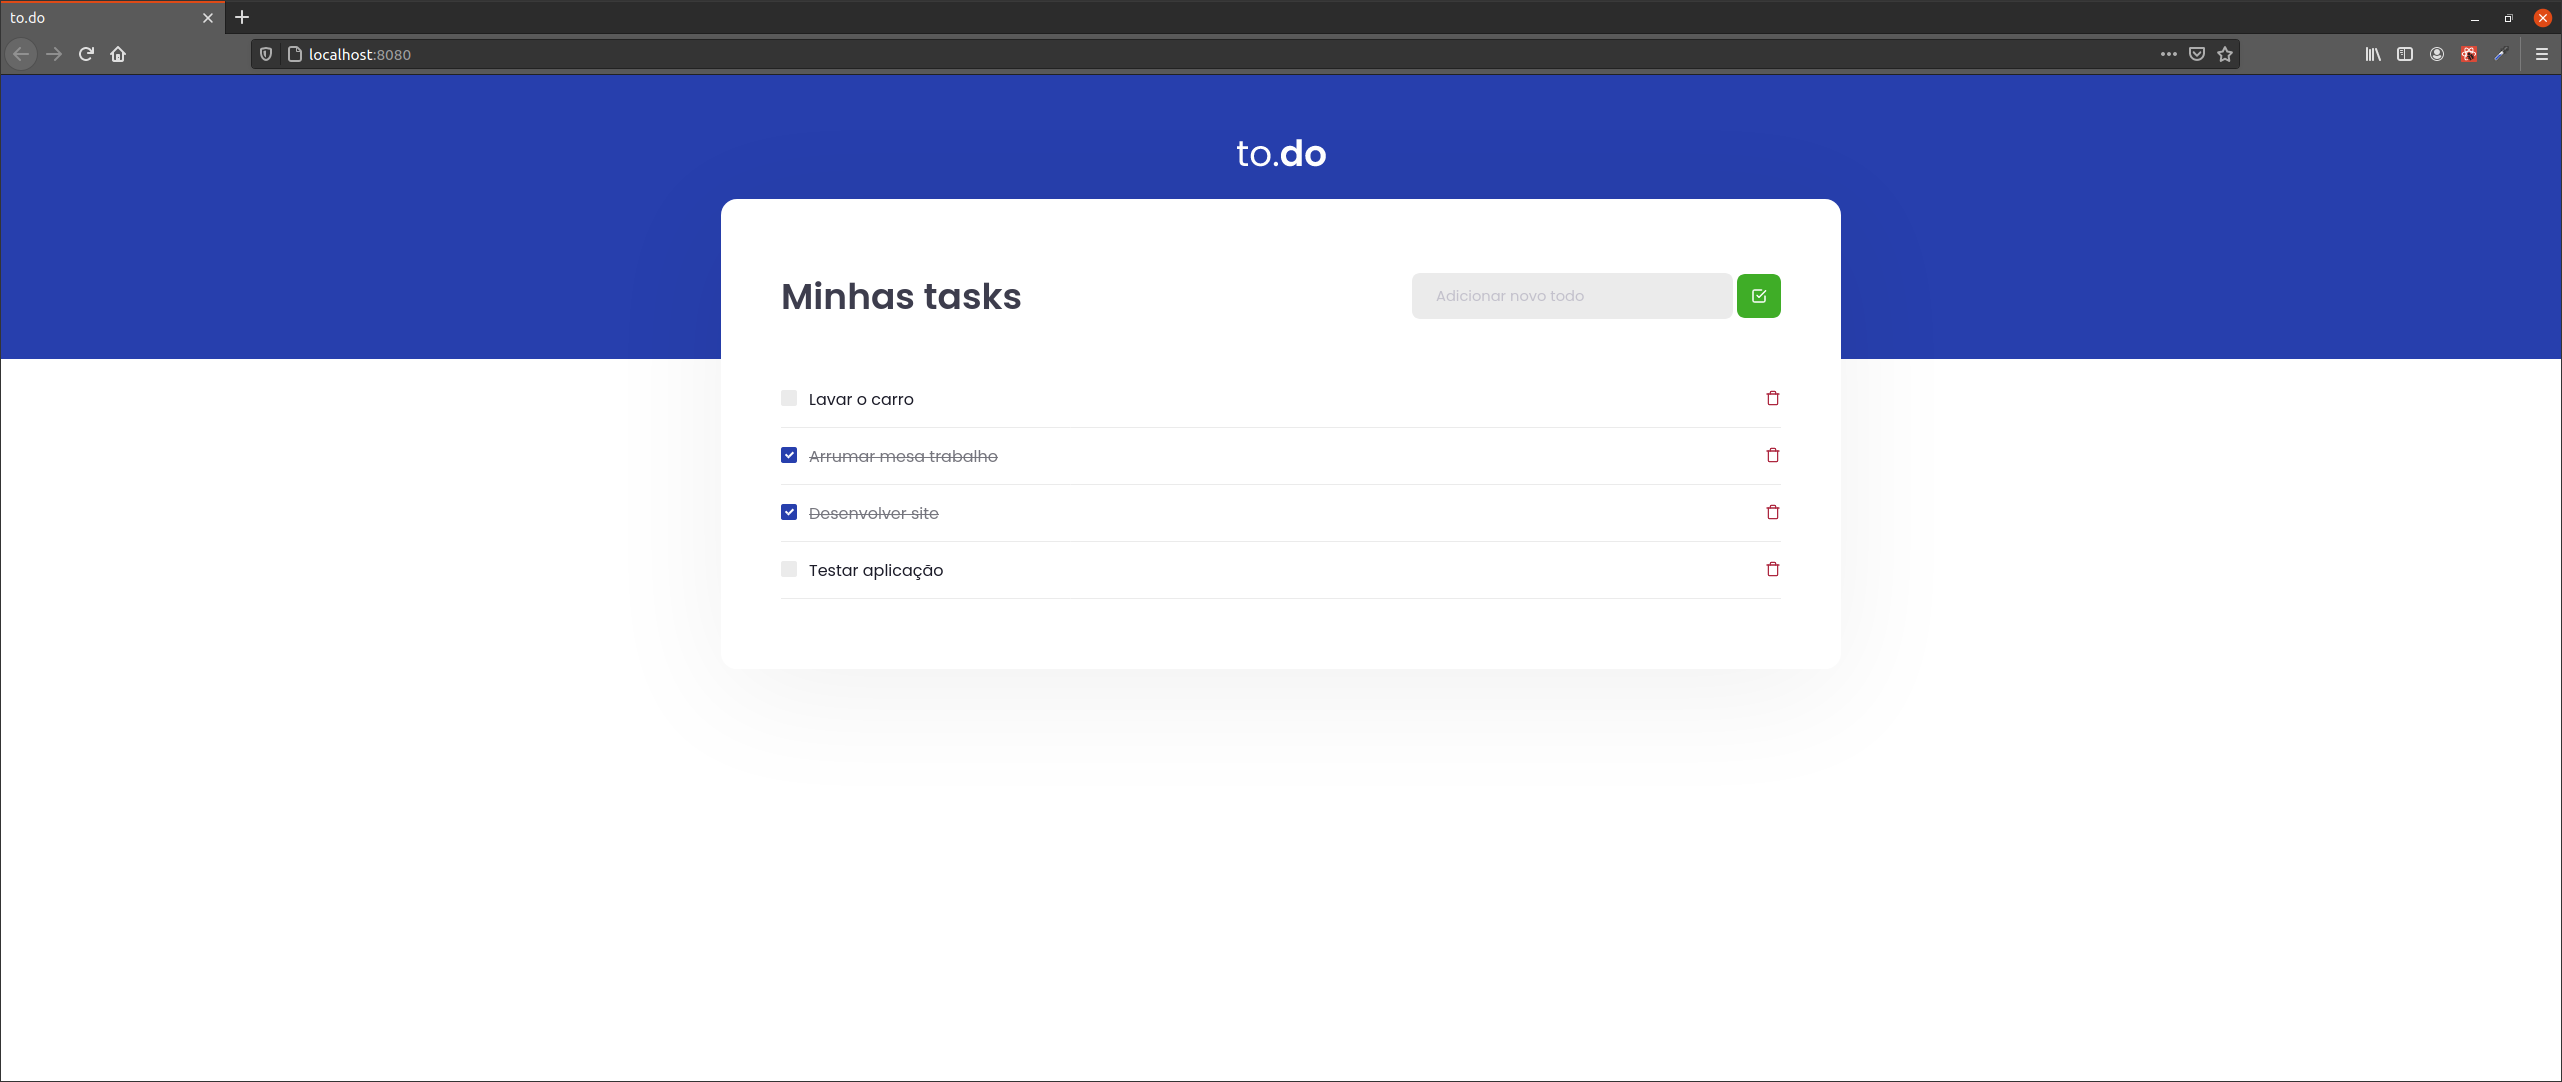 to.do
localhost:8080
to.do
Minhas tasks
Adicionar novo todo
Lavar o carro
Arrumar mesa trabalho
Desenvolver site
Testar aplicação